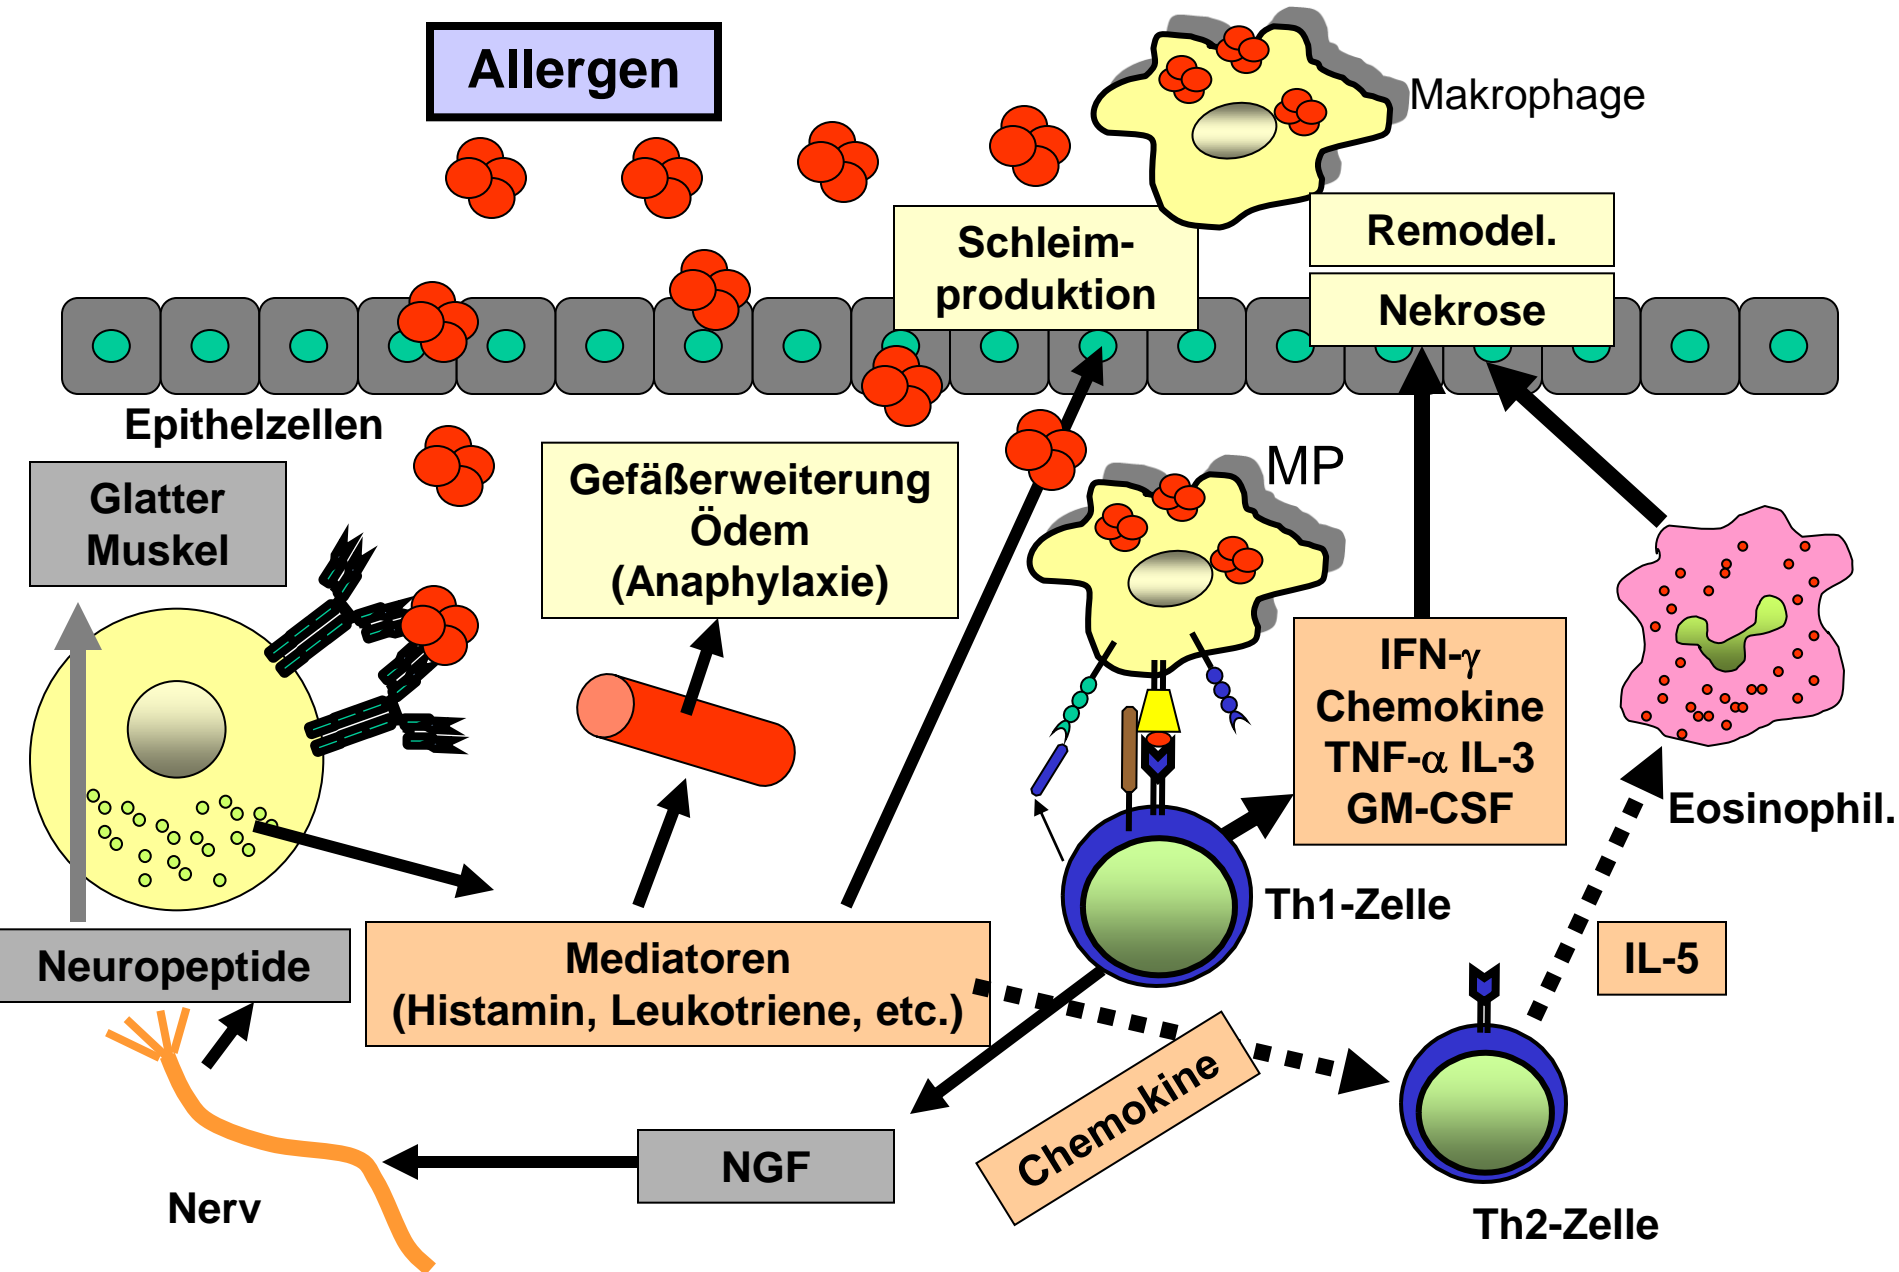 Allergen
Makrophage
Schleim-
produktion
Remodel.
Nekrose
Epithelzellen
Glatter
Muskel
Gefäßerweiterung
Ödem
(Anaphylaxie)
MP
IFN-γ
Chemokine
TNF-α IL-3
GM-CSF
Eosinophil.
Th1-Zelle
Neuropeptide
Mediatoren
(Histamin, Leukotriene, etc.)
IL-5
Chemokine
NGF
Nerv
Th2-Zelle